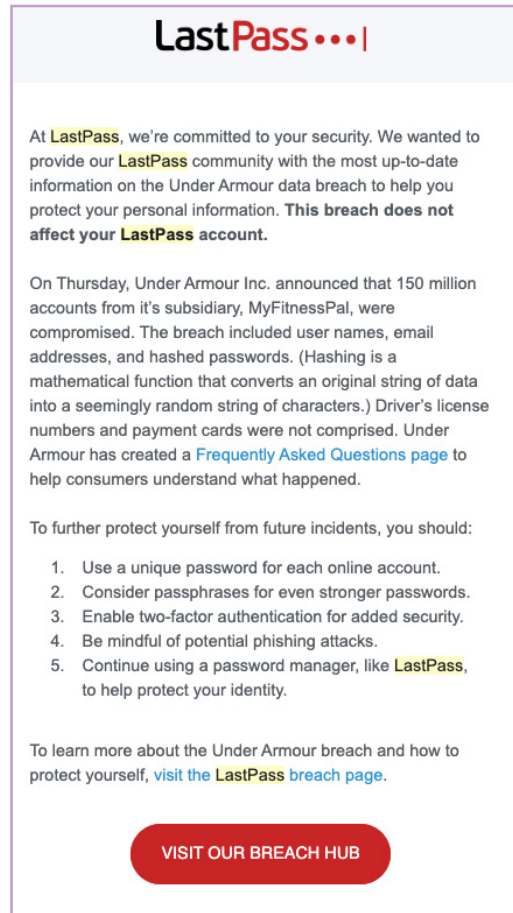 LastPass •••|
At LastPass, we're committed to your security. We wanted to
provide our LastPass community with the most up-to-date
information on the Under Armour data breach to help you
protect your personal information. This breach does not
affect your LastPass account.
On Thursday, Under Armour Inc. announced that 150 million
accounts from it's subsidiary, MyFitnessPal, were
compromised. The breach included user names, email
addresses, and hashed passwords. (Hashing is a
mathematical function that converts an original string of data
into a seemingly random string of characters.) Driver's license
numbers and payment cards were not comprised. Under
Armour has created a Frequently Asked Questions page to
help consumers understand what happened.
To further protect yourself from future incidents, you should:
1. Use a unique password for each online account.
2. Consider passphrases for even stronger passwords.
3. Enable two-factor authentication for added security.
4. Be mindful of potential phishing attacks.
5. Continue using a password manager, like LastPass,
to help protect your identity.
To learn more about the Under Armour breach and how to
protect yourself, visit the LastPass breach page.
VISIT OUR BREACH HUB